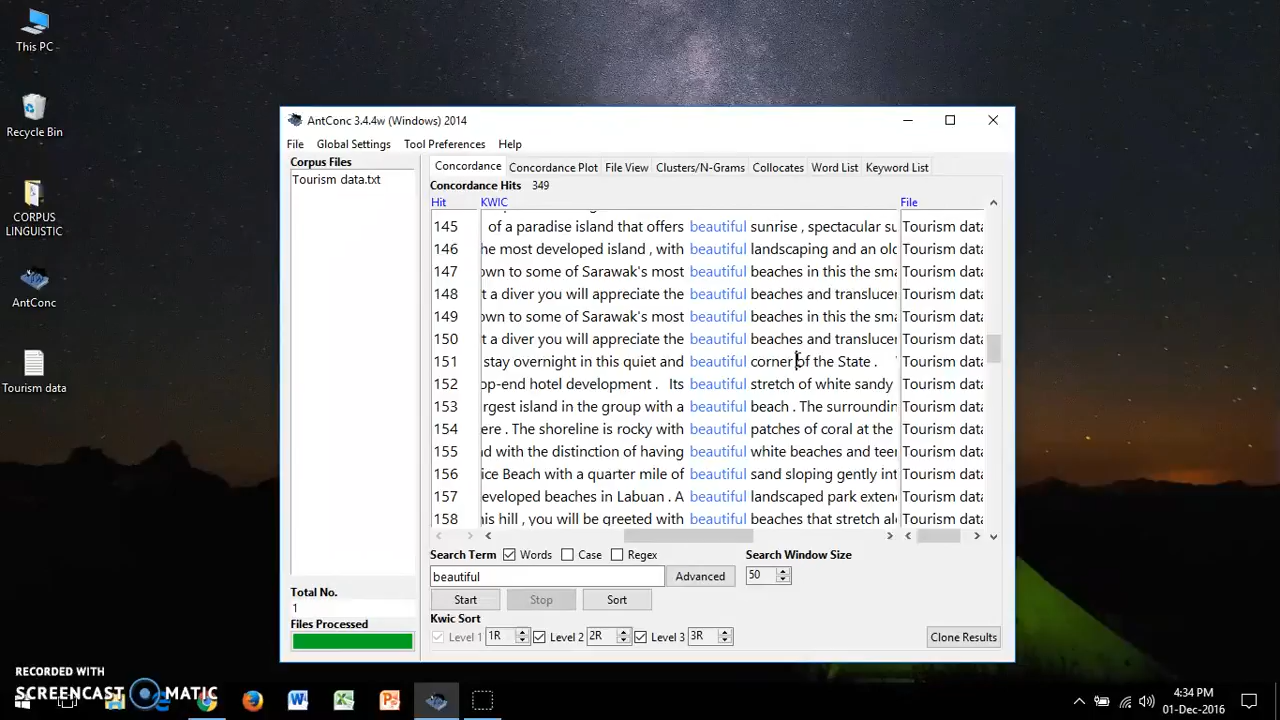 This PC
Recycle Bin
CORPUS
LINGUISTIC
AntConc
Tourism data
AntConc 3.4.4w (Windows) 2014
File Global Settings Tool Preferences Help
Corpus Files
Tourism data.txt
Total No.
1
Files Processed
Concordance Concordance Plot File View Clusters/N-Grams Collocates Word List Keyword List
Concordance Hits 349
Hit KWIC File
145 of a paradise island that offers beautiful sunrise , spectacular su Tourism data
146 he most developed island , with beautiful landscaping and an old Tourism data
147 own to some of Sarawak's most beautiful beaches in this the sma Tourism data
148 t a diver you will appreciate the beautiful beaches and translucer Tourism data
149 own to some of Sarawak's most beautiful beaches in this the sma Tourism data
150 t a diver you will appreciate the beautiful beaches and translucer Tourism data
151 stay overnight in this quiet and beautiful corner of the State . Tourism data
152 op-end hotel development . Its beautiful stretch of white sandy Tourism data
153 rgest island in the group with a beautiful beach . The surroundin Tourism data
154 ere . The shoreline is rocky with beautiful patches of coral at the Tourism data
155 nd with the distinction of having beautiful white beaches and teer Tourism data
156 ice Beach with a quarter mile of beautiful sand sloping gently int Tourism data
157 eveloped beaches in Labuan . A beautiful landscaped park extend Tourism data
158 his hill , you will be greeted with beautiful beaches that stretch al Tourism data
Search Term Words Case Regex Search Window Size
beautiful Advanced 50
Start Stop Sort
Kwic Sort
Level 1 1R Level 2 2R Level 3 3R Clone Results
RECORDED WITH
SCREENCAST MATIC
4:34 PM
01-Dec-2016